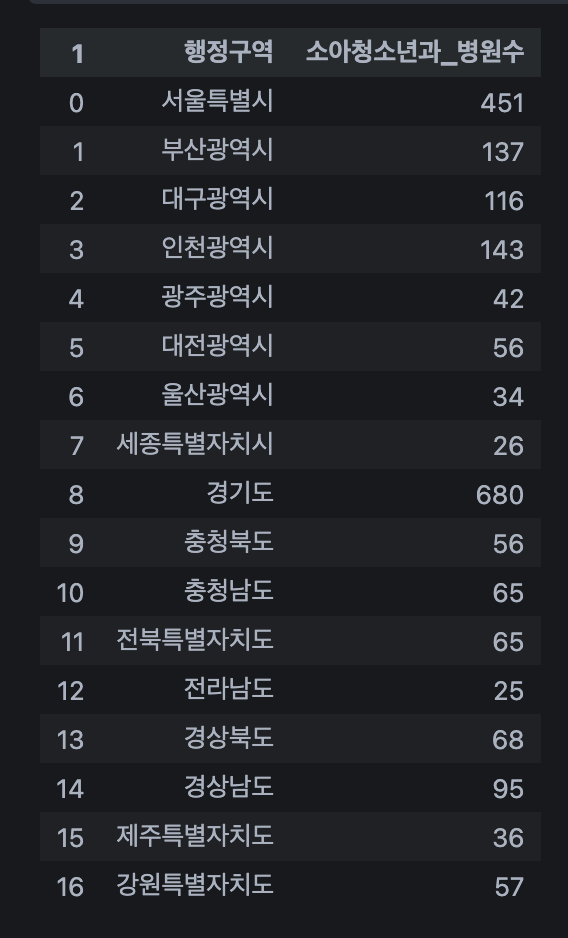 1 행정구역 소아청소년과_병원수
0 서울특별시 451
1 부산광역시 137
2 대구광역시 116
3 인천광역시 143
4 광주광역시 42
5 대전광역시 56
6 울산광역시 34
7 세종특별자치시 26
8 경기도 680
9 충청북도 56
10 충청남도 65
11 전북특별자치도 65
12 전라남도 25
13 경상북도 68
14 경상남도 95
15 제주특별자치도 36
16 강원특별자치도 57